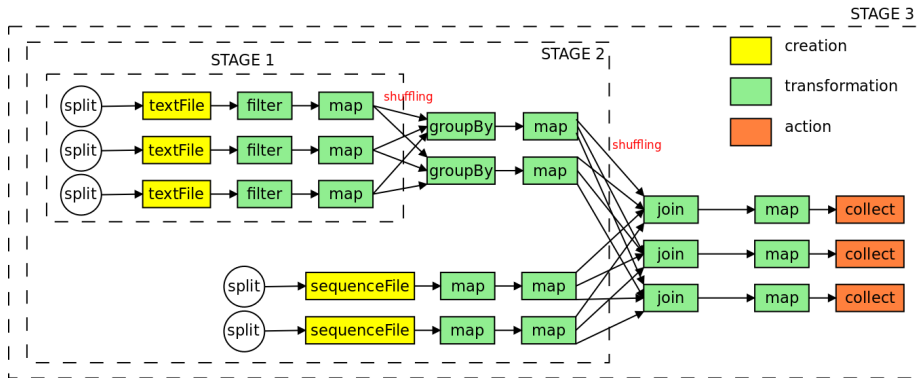 STAGE 3
STAGE 2
STAGE 1
creation
transformation
action
shuffling
split textFile filter map
groupBy map
split textFile filter map
groupBy map
split textFile filter map
shuffling
join map collect
join map collect
join map collect
split sequenceFile map map
split sequenceFile map map